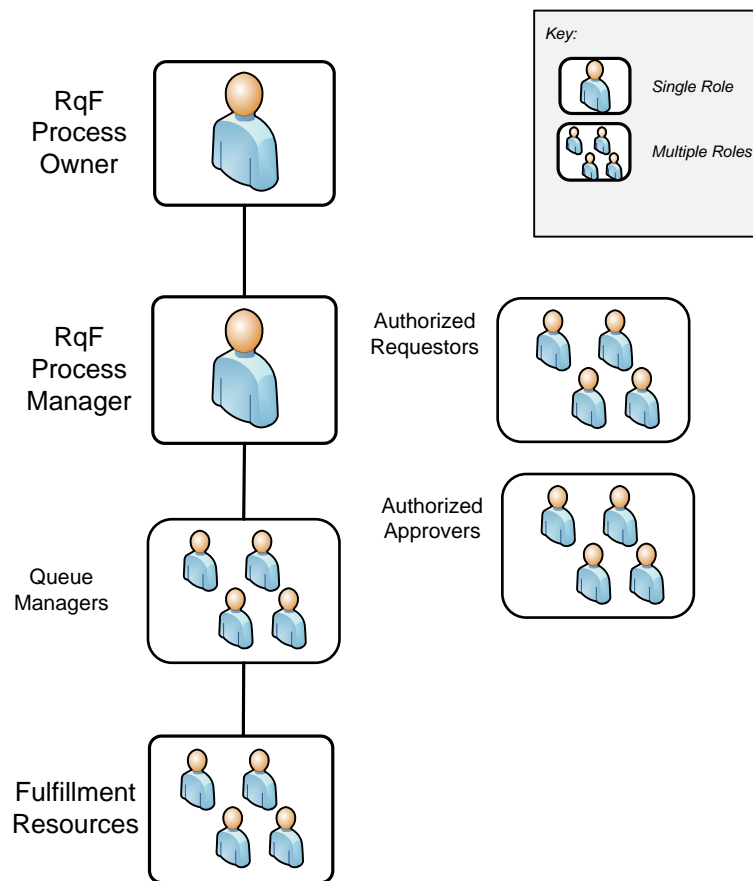 RqF
Process
Owner
Key:
Single Role
Multiple Roles
RqF
Process
Manager
Authorized
Requestors
Authorized
Approvers
Queue
Managers
Fulfillment
Resources